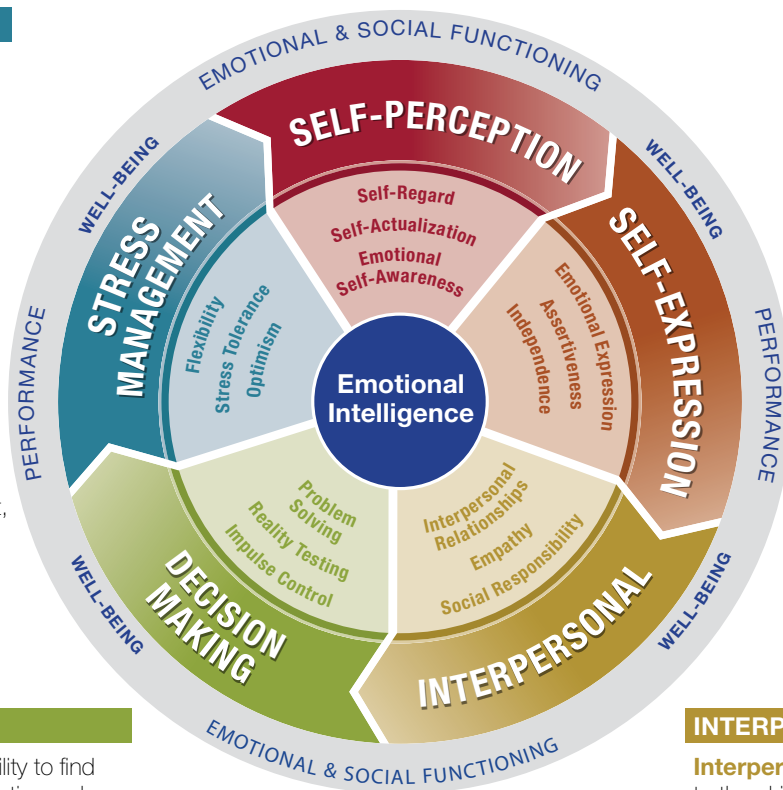 EMOTIONAL & SOCIAL FUNCTIONING
WELL-BEING
WELL-BEING
PERFORMANCE
PERFORMANCE
WELL-BEING
WELL-BEING
EMOTIONAL & SOCIAL FUNCTIONING
SELF-PERCEPTION
Self-Regard
Self-Actualization
Emotional
Self-Awareness
SELF-EXPRESSION
Emotional Expression
Assertiveness
Independence
INTERPERSONAL
Interpersonal
Relationships
Empathy
Social Responsibility
DECISION
MAKING
Problem
Solving
Reality Testing
Impulse Control
STRESS
MANAGEMENT
Flexibility
Stress Tolerance
Optimism
Emotional
Intelligence
to find
INTERP
Interper